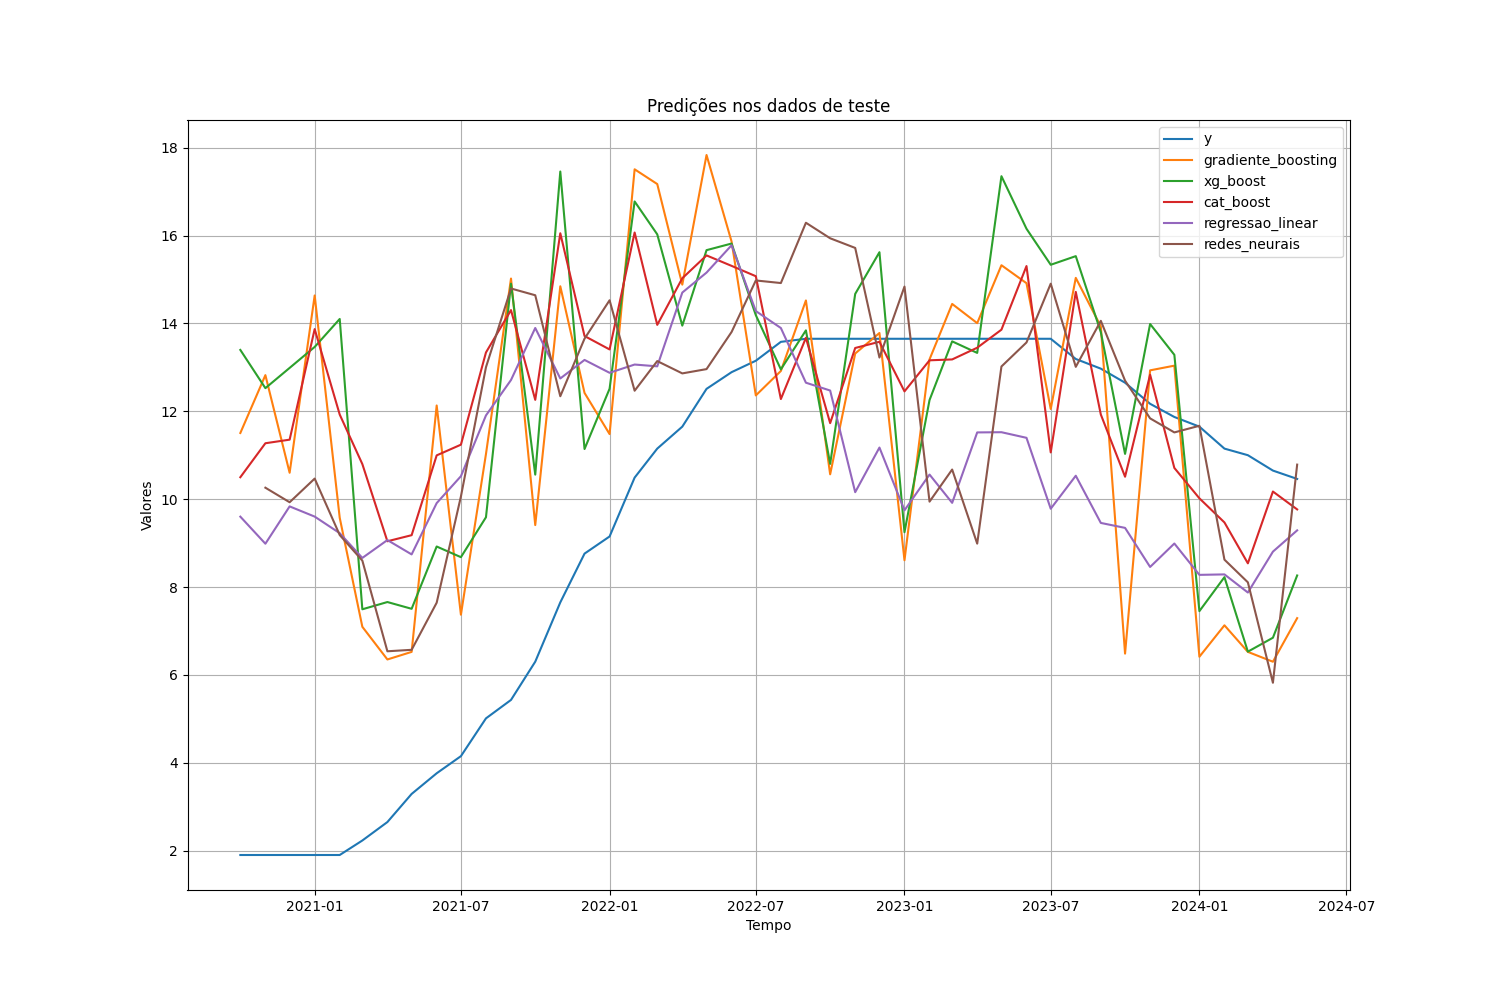 Predições nos dados de teste
y
gradiente_boosting
xg_boost
cat_boost
regressao_linear
redes_neurais
Valores
18
16
14
12
10
8
6
4
2
2021-01 2021-07 2022-01 2022-07 2023-01 2023-07 2024-01 2024-07
Tempo